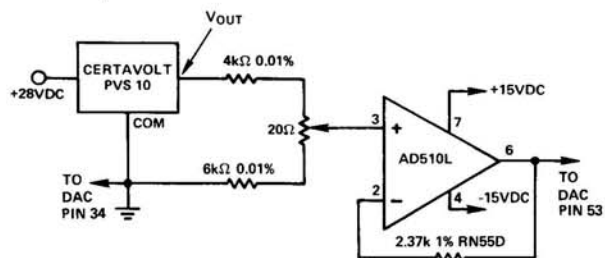 VOUT
CERTAVOLT
PVS 10
+28VDC
COM
4kΩ 0.01%
20Ω
6kΩ 0.01%
TO
DAC
PIN 34
3
+
2
−
AD510L
7
+15VDC
6
4
-15VDC
TO
DAC
PIN 53
2.37k 1% RN55D